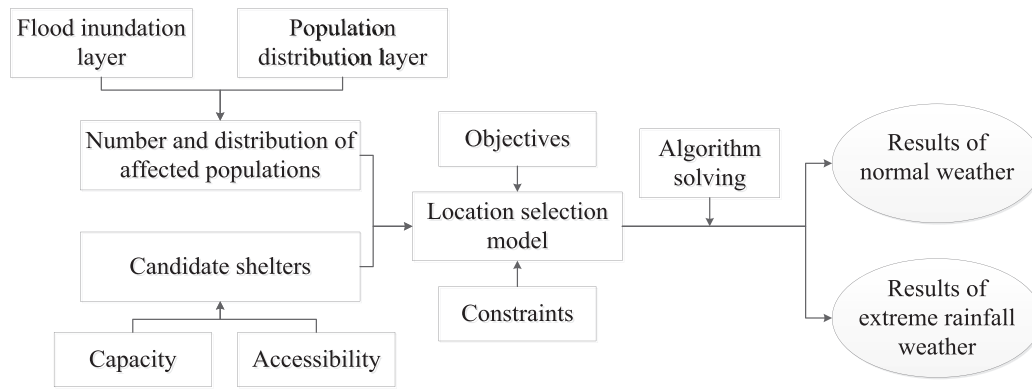 Flood inundation
layer
Population
distribution layer
Number and distribution of
affected populations
Candidate shelters
Capacity
Accessibility
Objectives
Location selection
model
Constraints
Algorithm
solving
Results of
normal weather
Results of
extreme rainfall
weather